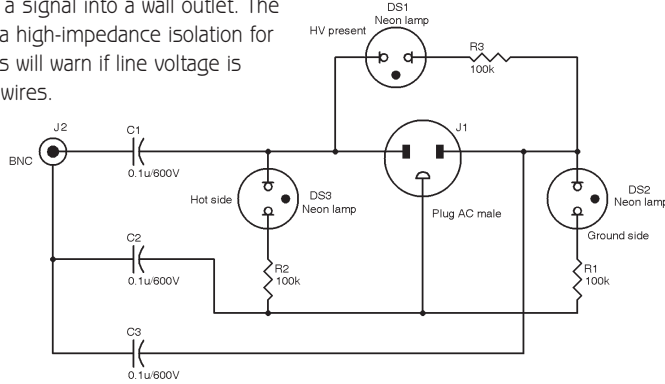 a signal into a wall outlet. The
a high-impedance isolation for
s will warn if line voltage is
wires.
DS1
Neon lamp
HV present
R3
100k
J2
BNC
C1
0.1u/600V
J1
Plug AC male
Hot side
DS3
Neon lamp
DS2
Neon lamp
Ground side
C2
0.1u/600V
R2
100k
R1
100k
C3
0.1u/600V